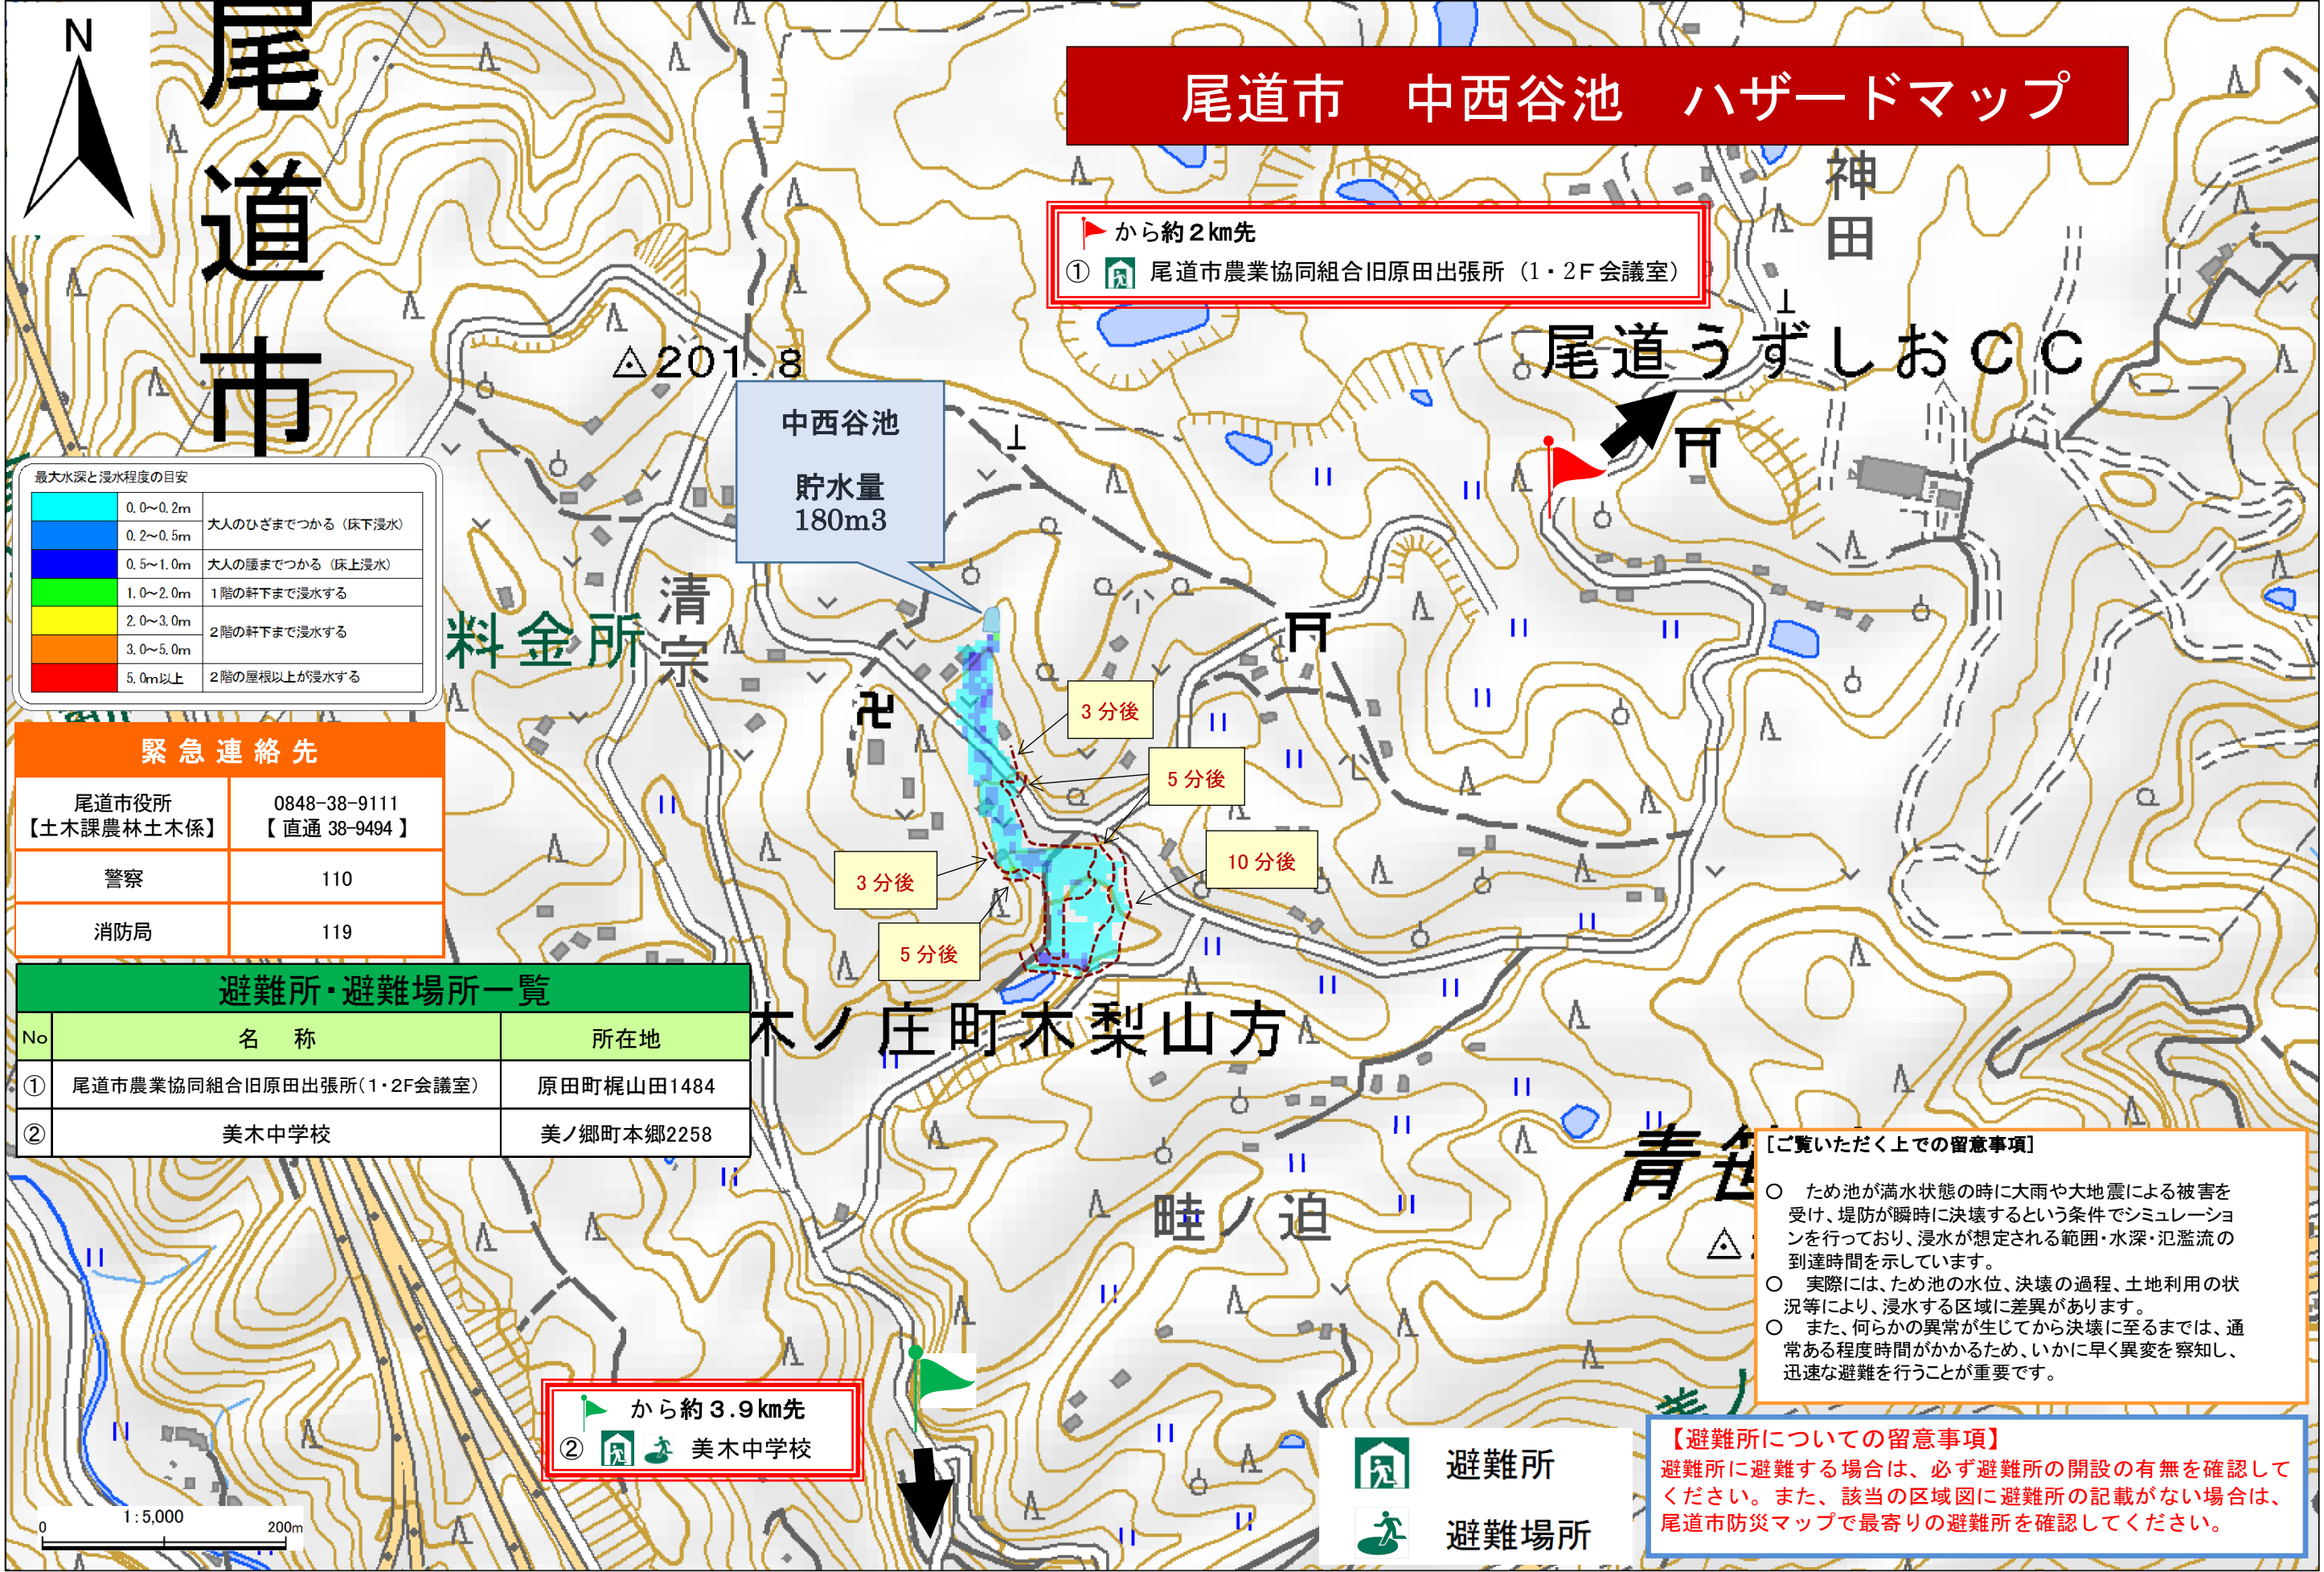 N
尾道市
尾道市 中西谷池 ハザードマップ
神田
から約2km先
① 尾道市農業協同組合旧原田出張所（1・2F会議室）
尾道うずしおＣＣ
201.8
中西谷池
貯水量
180m3
最大水深と浸水程度の目安
0.0～0.2m
大人のひざまでつかる（床下浸水）
0.2～0.5m
0.5～1.0m 大人の腰までつかる（床上浸水）
1.0～2.0m 1階の軒下まで浸水する
2.0～3.0m
2階の軒下まで浸水する
3.0～5.0m
5.0m以上 2階の屋根以上が浸水する
料金所
清宗
3分後
5分後
10分後
3分後
5分後
緊急連絡先
尾道市役所
【土木課農林土木係】
0848-38-9111
【 直通 38-9494 】
警察 110
消防局 119
避難所・避難場所一覧
No 名 称 所在地
① 尾道市農業協同組合旧原田出張所（1・2F会議室） 原田町梶山田1484
② 美木中学校 美ノ郷町本郷2258
木ノ庄町木梨山方
畦ノ迫
青
[ご覧いただく上での留意事項]
○ ため池が満水状態の時に大雨や大地震による被害を
受け、堤防が瞬時に決壊するという条件でシミュレーショ
ンを行っており、浸水が想定される範囲・水深・氾濫流の
到達時間を示しています。
○ 実際には、ため池の水位、決壊の過程、土地利用の状
況等により、浸水する区域に差異があります。
○ また、何らかの異常が生じてから決壊に至るまでは、通
常ある程度時間がかかるため、いかに早く異変を察知し、
迅速な避難を行うことが重要です。
から約3.9km先
② 美木中学校
避難所
避難場所
【避難所についての留意事項】
避難所に避難する場合は、必ず避難所の開設の有無を確認して
ください。また、該当の区域図に避難所の記載がない場合は、
尾道市防災マップで最寄りの避難所を確認してください。
1:5,000
0 200m